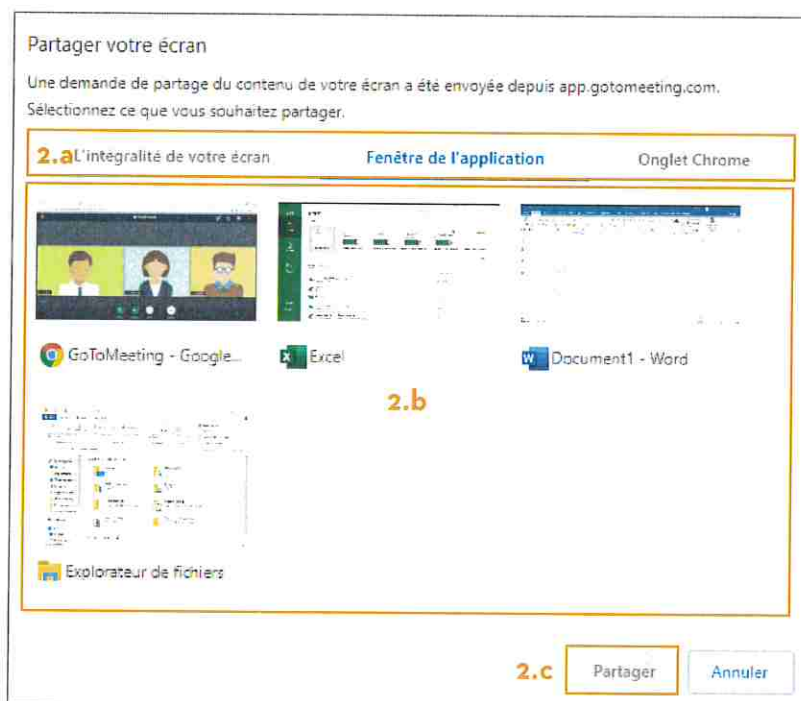 Partager votre écran
Une demande de partage du contenu de votre écran a été envoyée depuis app.gotomeeting.com.
Sélectionnez ce que vous souhaitez partager.
2.a L'intégralité de votre écran Fenêtre de l'application Onglet Chrome
GoToMeeting - Google... Excel Document1 - Word
2.b
Explorateur de fichiers
2.c Partager Annuler